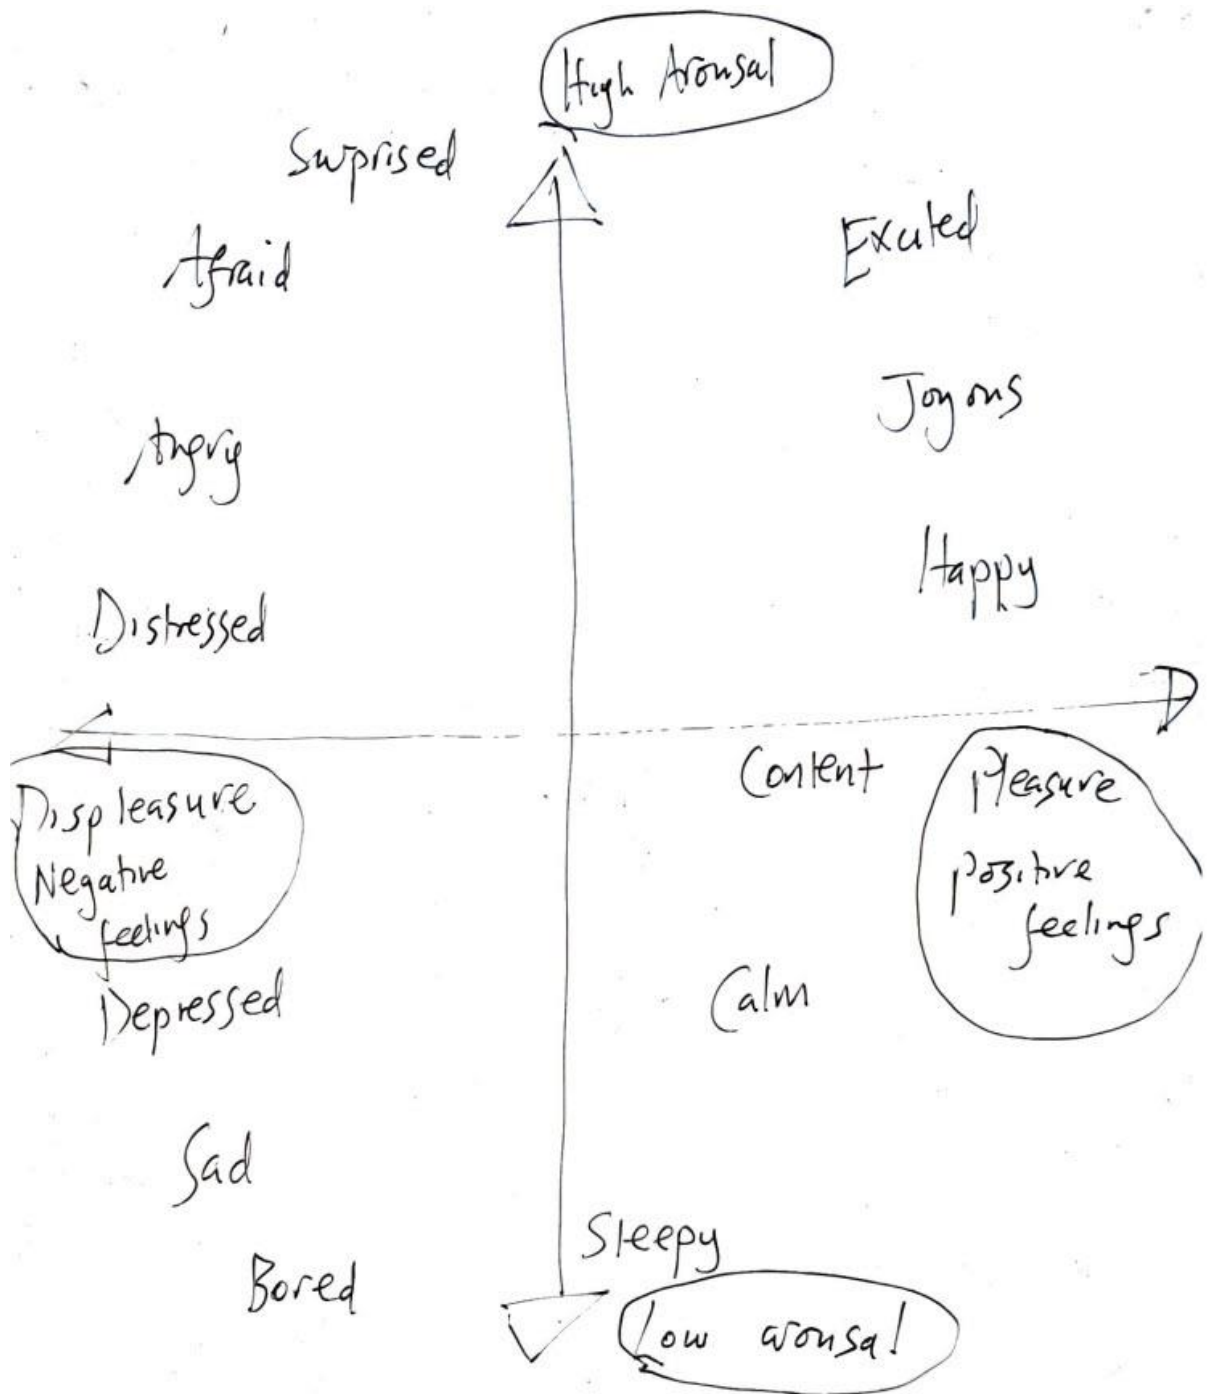 High Arousal
Surprised
Excited
Afraid
Joyous
Angry
Happy
Distressed
Content
Pleasure
Positive
feelings
Displeasure
Negative
feelings
Calm
Depressed
Sad
Sleepy
Bored
Low arousal